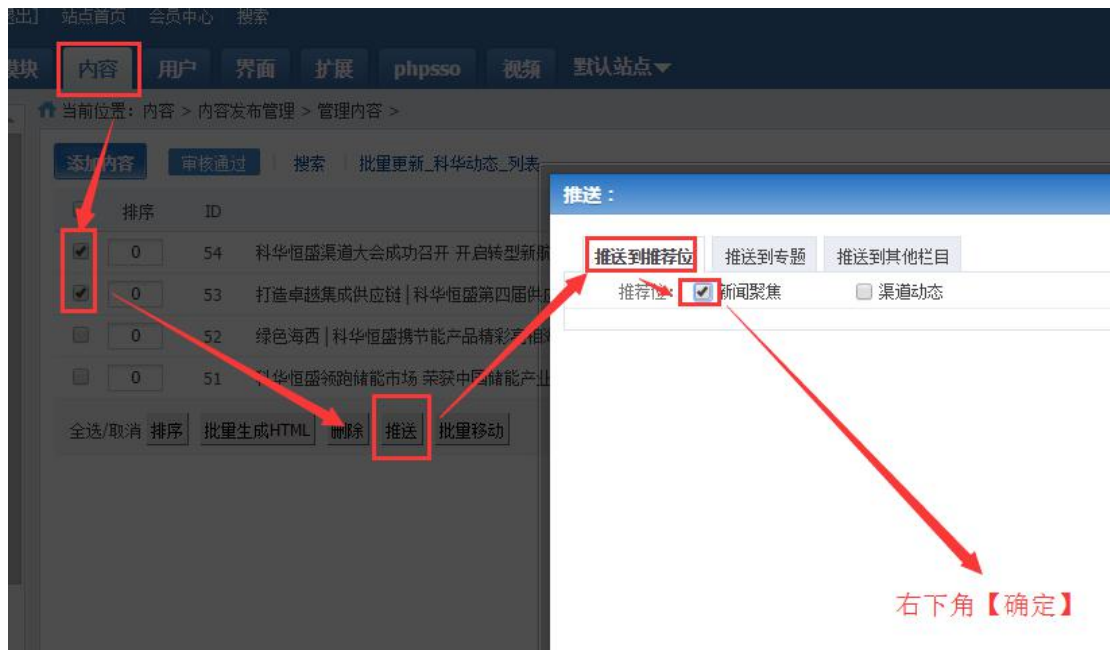 退出] 站点首页 会员中心 搜索
模块 内容 用户 界面 扩展 phpsso 视频 默认站点
当前位置：内容 > 内容发布管理 > 管理内容 >
添加内容 审核通过 搜索 批量更新_科华动态_列表
排序 ID
0 54 科华恒盛渠道大会成功召开 开启转型新航
0 53 打造卓越集成供应链 | 科华恒盛第四届供应
0 52 绿色海西 | 科华恒盛携节能产品精彩亮相
0 51 科华恒盛领跑储能市场 荣获中国储能产业
全选/取消 排序 批量生成HTML 删除 推送 批量移动
推送：
推送到推荐位 推送到专题 推送到其他栏目
推荐位： 新闻聚焦 渠道动态
右下角【确定】